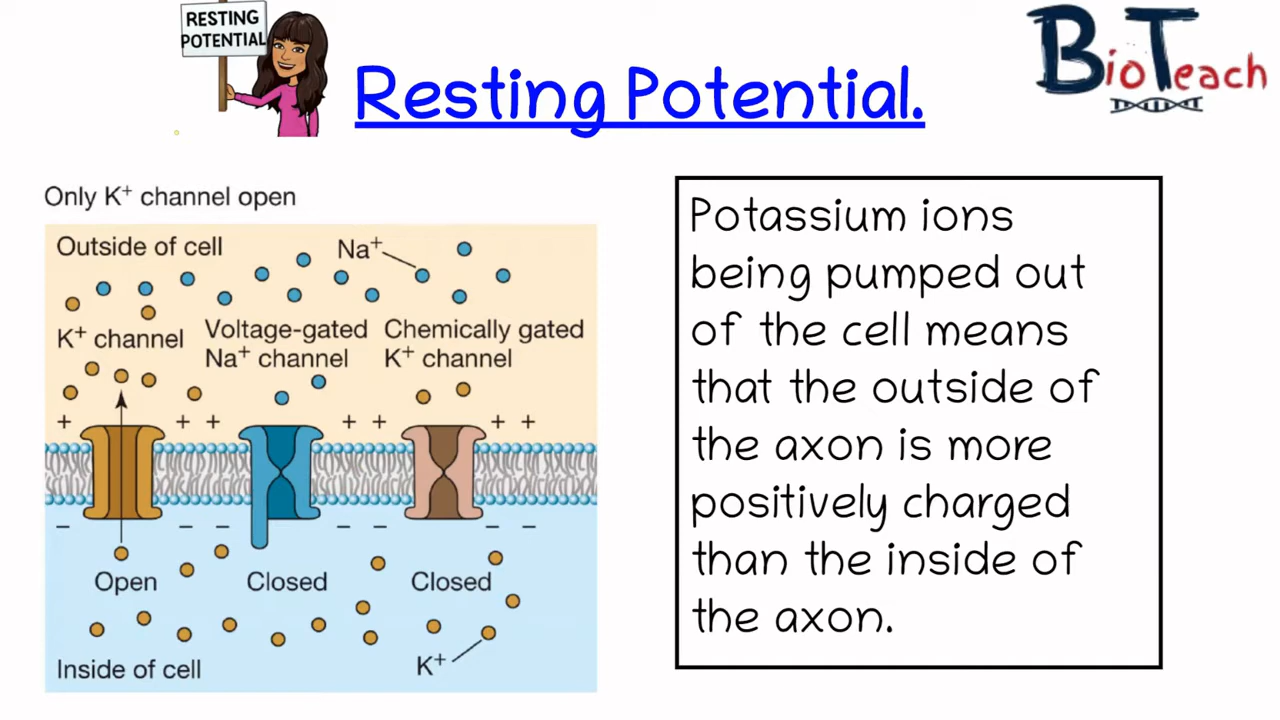 RESTING
POTENTIAL
BioTeach
Resting Potential.
Only K⁺ channel open
Outside of cell
Na⁺
K⁺ channel
Voltage-gated
Na⁺ channel
Chemically gated
K⁺ channel
+ + + + + + +
− − − − − − −
Open
Closed
Closed
K⁺
Inside of cell
Potassium ions
being pumped out
of the cell means
that the outside of
the axon is more
positively charged
than the inside of
the axon.